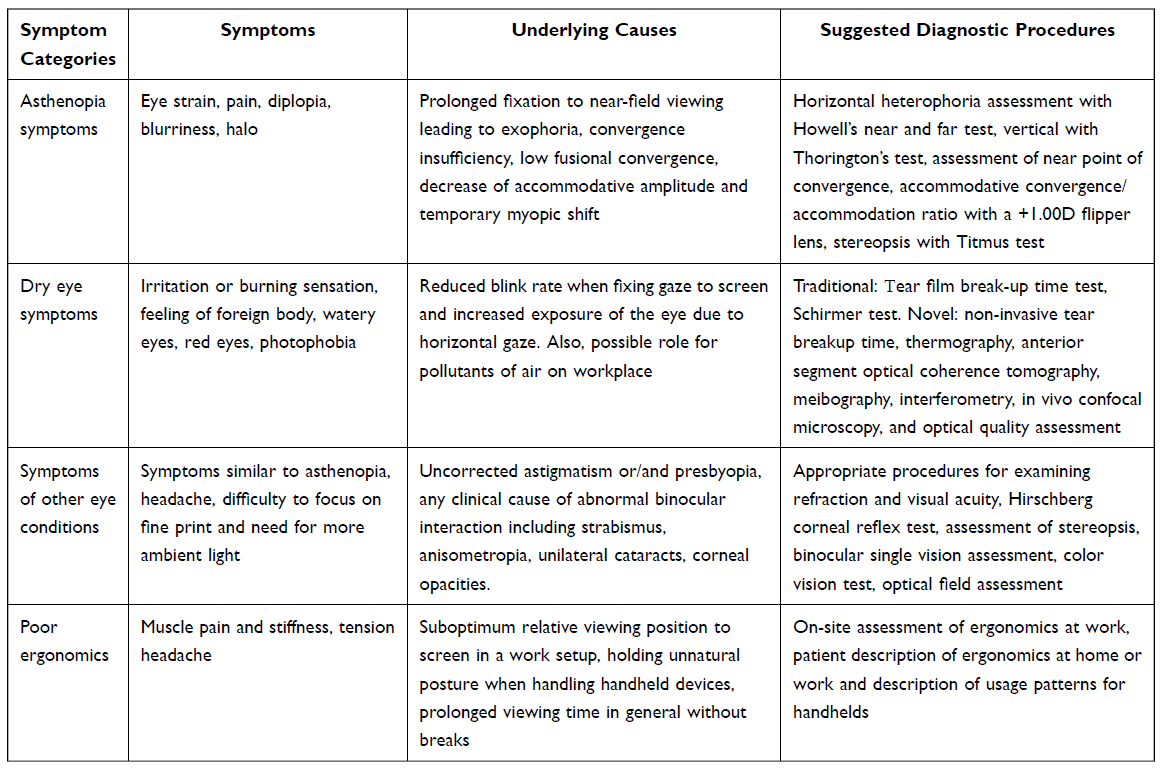 Symptom
Categories
Symptoms
Underlying Causes
Suggested Diagnostic Procedures
Asthenopia
symptoms
Eye strain, pain, diplopia,
blurriness, halo
Prolonged fixation to near-field viewing
leading to exophoria, convergence
insufficiency, low fusional convergence,
decrease of accommodative amplitude and
temporary myopic shift
Horizontal heterophoria assessment with
Howell's near and far test, vertical with
Thorington's test, assessment of near point of
convergence, accommodative convergence/
accommodation ratio with a +1.00D flipper
lens, stereopsis with Titmus test
Dry eye
symptoms
Irritation or burning sensation,
feeling of foreign body, watery
eyes, red eyes, photophobia
Reduced blink rate when fixing gaze to screen
and increased exposure of the eye due to
horizontal gaze. Also, possible role for
pollutants of air on workplace
Traditional: Tear film break-up time test,
Schirmer test. Novel: non-invasive tear
breakup time, thermography, anterior
segment optical coherence tomography,
meibography, interferometry, in vivo confocal
microscopy, and optical quality assessment
Symptoms
of other eye
conditions
Symptoms similar to asthenopia,
headache, difficulty to focus on
fine print and need for more
ambient light
Uncorrected astigmatism or/and presbyopia,
any clinical cause of abnormal binocular
interaction including strabismus,
anisometropia, unilateral cataracts, corneal
opacities.
Appropriate procedures for examining
refraction and visual acuity, Hirschberg
corneal reflex test, assessment of stereopsis,
binocular single vision assessment, color
vision test, optical field assessment
Poor
ergonomics
Muscle pain and stiffness, tension
headache
Suboptimum relative viewing position to
screen in a work setup, holding unnatural
posture when handling handheld devices,
prolonged viewing time in general without
breaks
On-site assessment of ergonomics at work,
patient description of ergonomics at home or
work and description of usage patterns for
handhelds